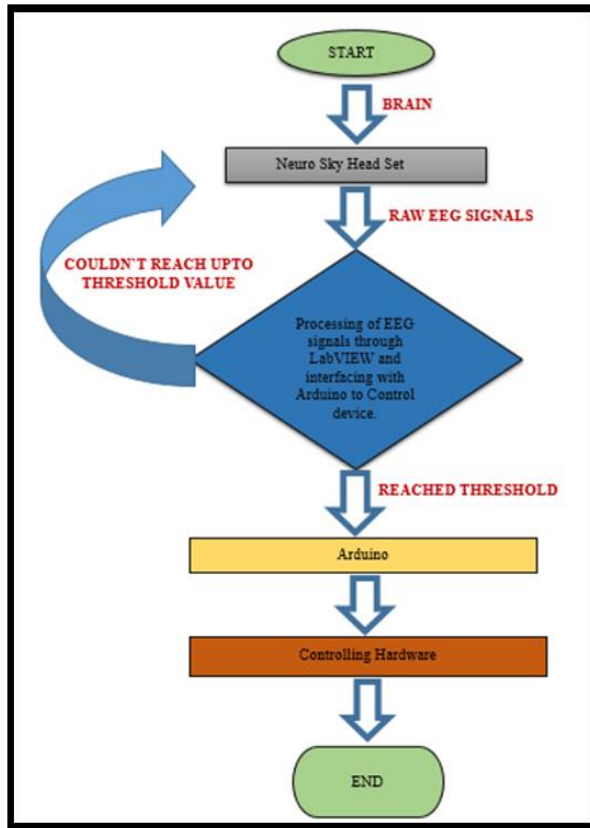 START
BRAIN
Neuro Sky Head Set
RAW EEG SIGNALS
COULDN`T REACH UPTO
THRESHOLD VALUE
Processing of EEG
signals through
LabVIEW and
interfacing with
Arduino to Control
device.
REACHED THRESHOLD
Arduino
Controlling Hardware
END